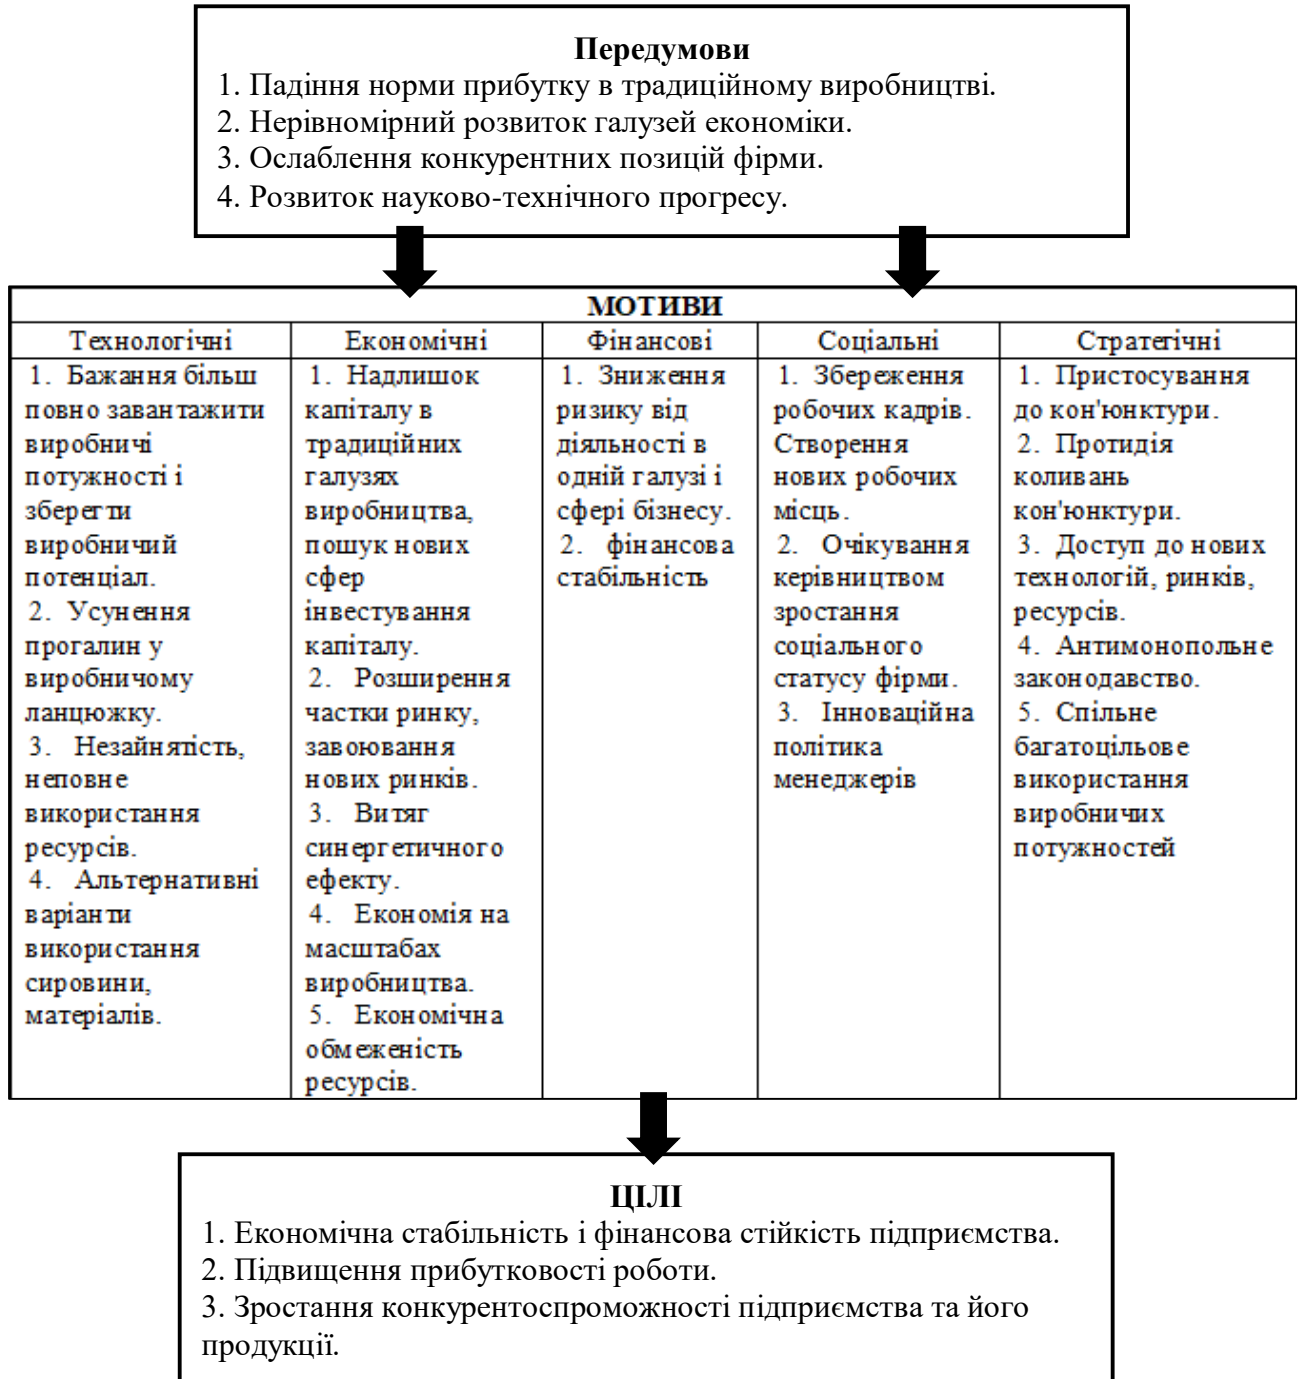 Передумови
1. Падіння норми прибутку в традиційному виробництві.
2. Нерівномірний розвиток галузей економіки.
3. Ослаблення конкурентних позицій фірми.
4. Розвиток науково-технічного прогресу.
МОТИВИ
Технологічні
1. Бажання більш
повно завантажити
виробничі
потужності і
зберегти
виробничий
потенціал.
2. Усунення
прогалин у
виробничому
ланцюжку.
3. Незайнятість,
неповне
використання
ресурсів.
4. Альтернативні
варіанти
використання
сировини,
матеріалів.
Економічні
1. Надлишок
капіталу в
традиційних
галузях
виробництва,
пошук нових
сфер
інвестування
капіталу.
2. Розширення
частки ринку,
завоювання
нових ринків.
3. Витяг
синергетичного
ефекту.
4. Економія на
масштабах
виробництва.
5. Економічна
обмеженість
ресурсів.
Фінансові
1. Зниження
ризику від
діяльності в
одній галузі і
сфері бізнесу.
2. фінансова
стабільність
Соціальні
1. Збереження
робочих кадрів.
Створення
нових робочих
місць.
2. Очікування
керівництвом
зростання
соціального
статусу фірми.
3. Інноваційна
політика
менеджерів
Стратегічні
1. Пристосування
до кон'юнктури.
2. Протидія
коливань
кон'юнктури.
3. Доступ до нових
технологій, ринків,
ресурсів.
4. Антимонопольне
законодавство.
5. Спільне
багатоцільове
використання
виробничих
потужностей
ЦІЛІ
1. Економічна стабільність і фінансова стійкість підприємства.
2. Підвищення прибутковості роботи.
3. Зростання конкурентоспроможності підприємства та його
продукції.